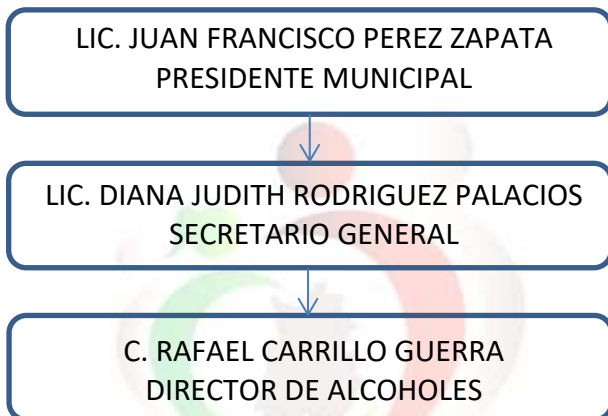 LIC. JUAN FRANCISCO PEREZ ZAPATA
PRESIDENTE MUNICIPAL
LIC. DIANA JUDITH RODRIGUEZ PALACIOS
SECRETARIO GENERAL
C. RAFAEL CARRILLO GUERRA
DIRECTOR DE ALCOHOLES